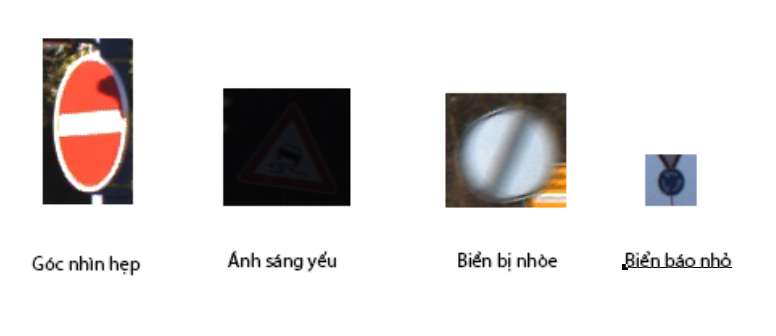 Góc nhìn hẹp
Ánh sáng yếu
Biển bị nhòe
Biển báo nhỏ